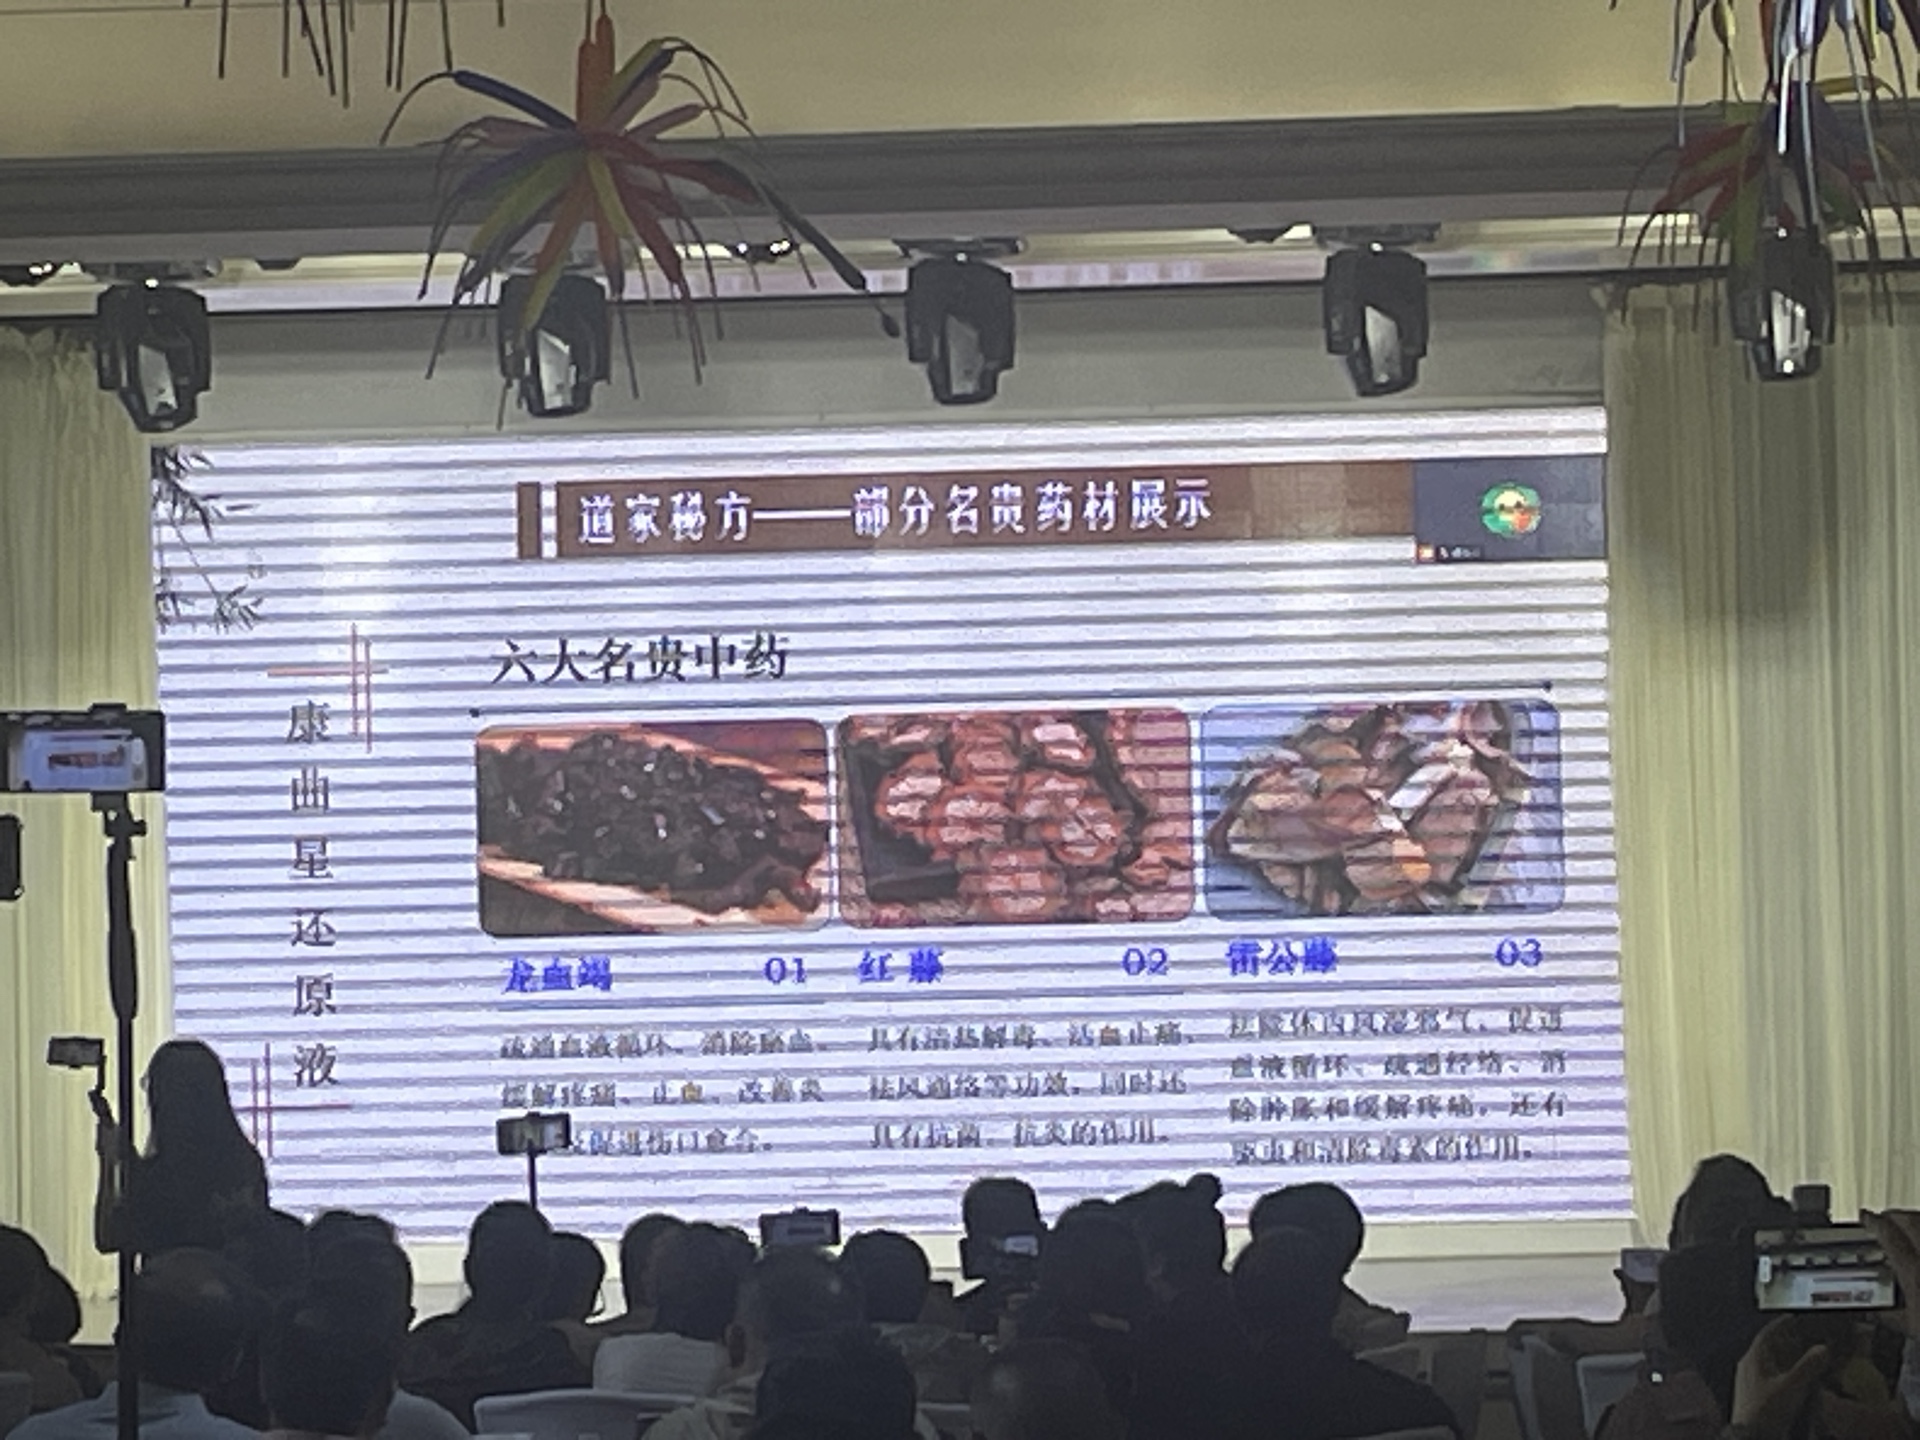 道家秘方——部分名贵药材展示
六大名贵中药
康曲星还原液
龙血竭 01
疏通血液循环、消除瘀血、
缓解疼痛、止血、改善炎
促进伤口愈合。
红藤 02
具有清热解毒、活血止痛、
祛风通络等功效，同时还
具有抗菌、抗炎的作用。
雷公藤 03
祛除体内风湿邪气、促进
血液循环、疏通经络、消
除肿胀和缓解疼痛，还有
驱虫和清除毒素的作用。